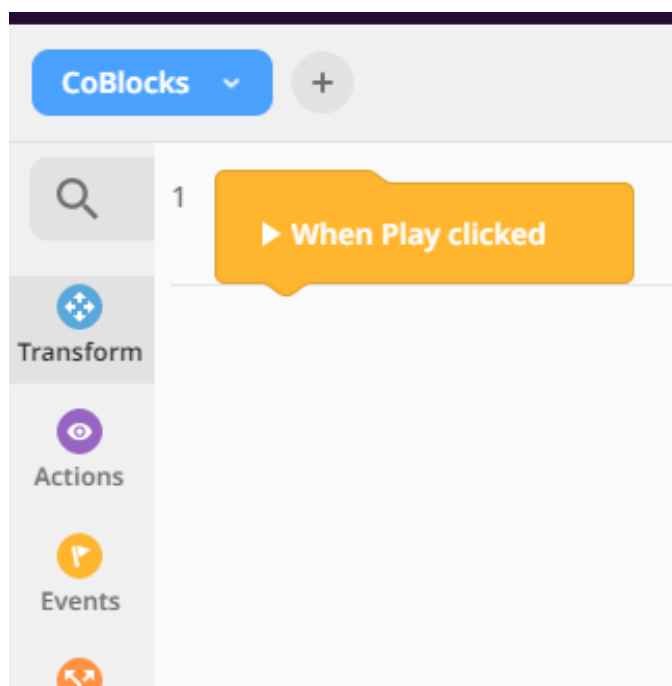 CoBlocks
1
When Play clicked
Transform
Actions
Events